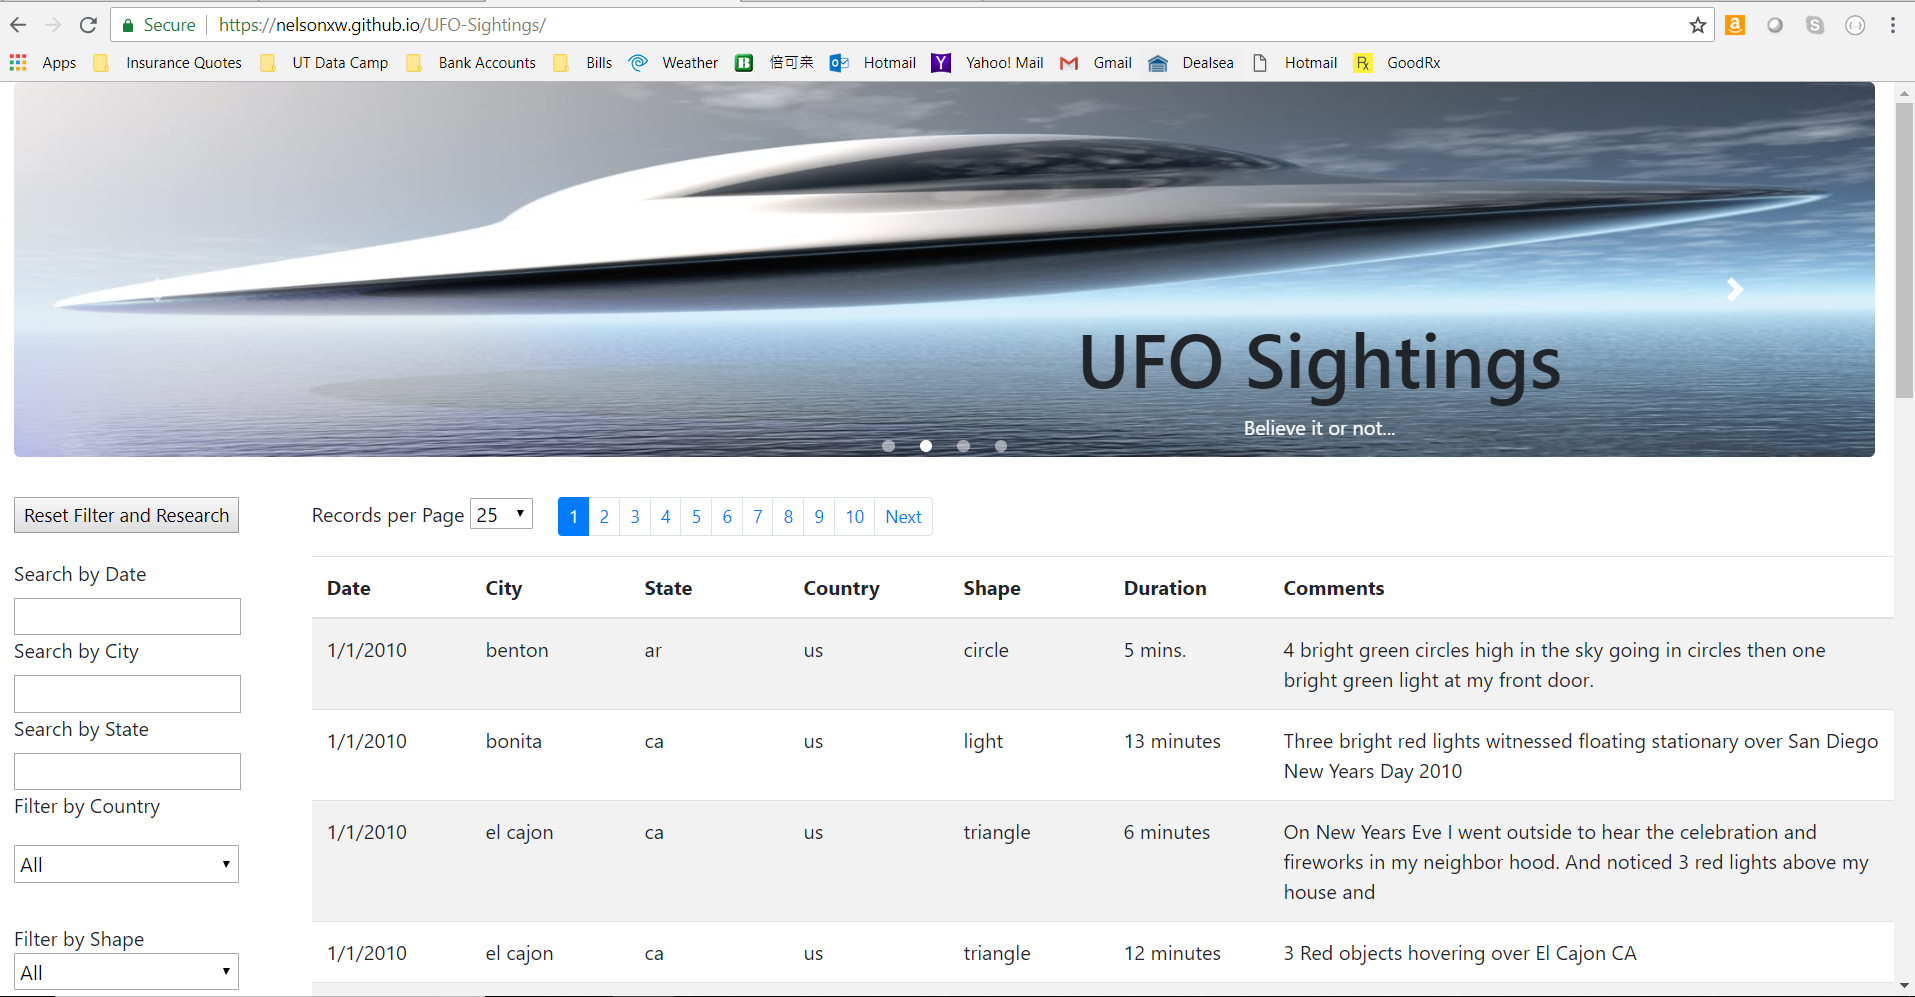 Secure https://nelsonxw.github.io/UFO-Sightings/
Apps Insurance Quotes UT Data Camp Bank Accounts Bills Weather B 倍可亲 Hotmail Y Yahoo! Mail Gmail Dealsea Hotmail Rx GoodRx
UFO Sightings
Believe it or not...
Reset Filter and Research
Records per Page 25 1 2 3 4 5 6 7 8 9 10 Next
Search by Date
Search by City
Search by State
Filter by Country
All
Filter by Shape
All
Date City State Country Shape Duration Comments
1/1/2010 benton ar us circle 5 mins. 4 bright green circles high in the sky going in circles then one
bright green light at my front door.
1/1/2010 bonita ca us light 13 minutes Three bright red lights witnessed floating stationary over San Diego
New Years Day 2010
1/1/2010 el cajon ca us triangle 6 minutes On New Years Eve I went outside to hear the celebration and
fireworks in my neighbor hood. And noticed 3 red lights above my
house and
1/1/2010 el cajon ca us triangle 12 minutes 3 Red objects hovering over El Cajon CA